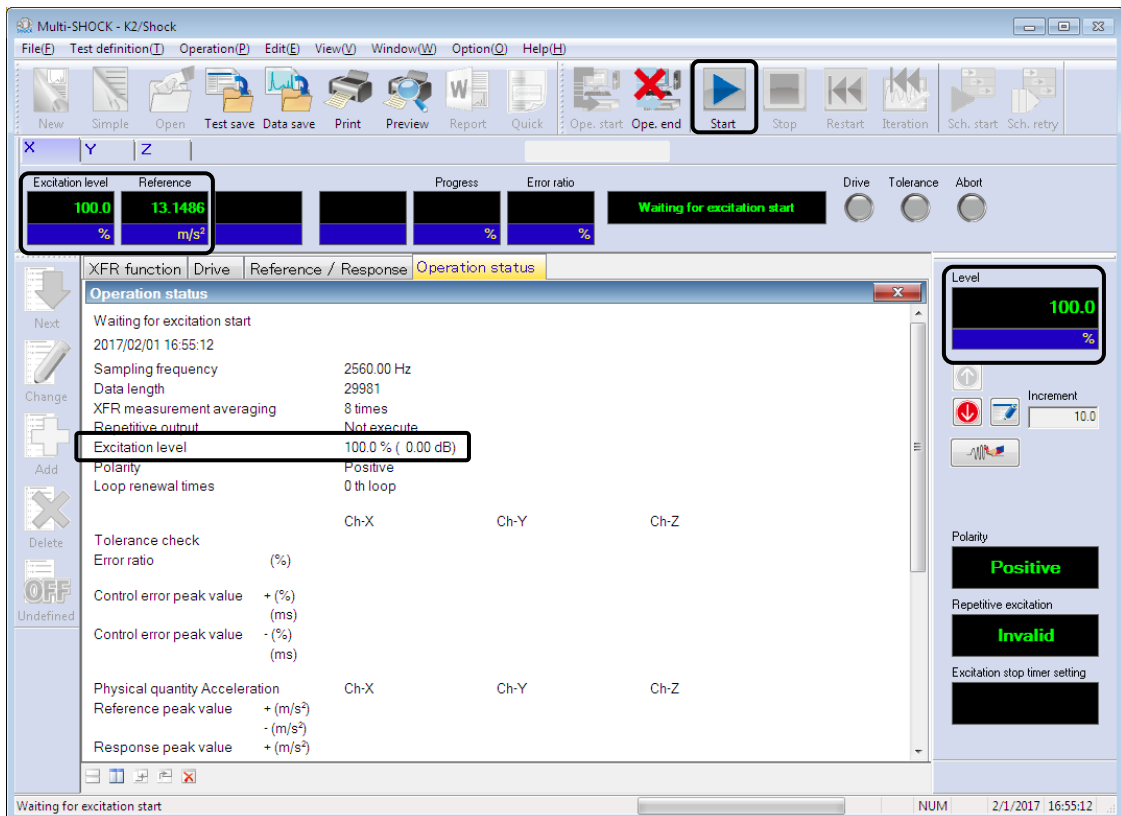 Multi-SHOCK - K2/Shock
File(F) Test definition(T) Operation(P) Edit(E) View(V) Window(W) Option(O) Help(H)
New Simple Open Test save Data save Print Preview Report Quick Ope. start Ope. end Start Stop Restart Iteration Sch. start Sch. retry
X Y Z
Excitation level Reference Progress Error ratio Drive Tolerance Abort
100.0 13.1486 Waiting for excitation start
% m/s² % %
XFR function Drive Reference / Response Operation status
Operation status
Waiting for excitation start
2017/02/01 16:55:12
Sampling frequency 2560.00 Hz
Data length 29981
XFR measurement averaging 8 times
Repetitive output Not execute
Excitation level 100.0 % ( 0.00 dB)
Polarity Positive
Loop renewal times 0 th loop
Ch-X Ch-Y Ch-Z
Tolerance check
Error ratio (%)
Control error peak value + (%)
(ms)
Control error peak value - (%)
(ms)
Physical quantity Acceleration Ch-X Ch-Y Ch-Z
Reference peak value + (m/s²)
- (m/s²)
Response peak value + (m/s²)
Next
Change
Add
Delete
OFF
Undefined
Level
100.0
%
Increment
10.0
Polarity
Positive
Repetitive excitation
Invalid
Excitation stop timer setting
Waiting for excitation start NUM 2/1/2017 16:55:12